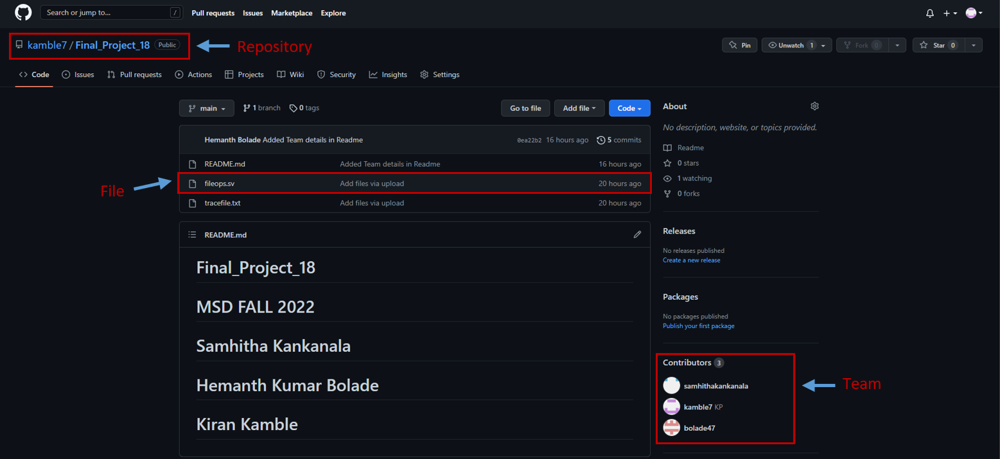 Search or jump to... /
Pull requests Issues Marketplace Explore
kamble7 / Final_Project_18 Public
Repository
Pin
Unwatch 1
Fork 0
Star 0
Code Issues Pull requests Actions Projects Wiki Security Insights Settings
main 1 branch 0 tags
Go to file Add file Code
Hemanth Bolade Added Team details in Readme 0ea22b2 16 hours ago 5 commits
README.md Added Team details in Readme 16 hours ago
File
fileops.sv Add files via upload 20 hours ago
tracefile.txt Add files via upload 20 hours ago
README.md
Final_Project_18
MSD FALL 2022
Samhitha Kankanala
Hemanth Kumar Bolade
Kiran Kamble
About
No description, website, or topics provided.
Readme
0 stars
1 watching
0 forks
Releases
No releases published
Create a new release
Packages
No packages published
Publish your first package
Contributors 3
samhithakankanala
kamble7 KP
bolade47
Team